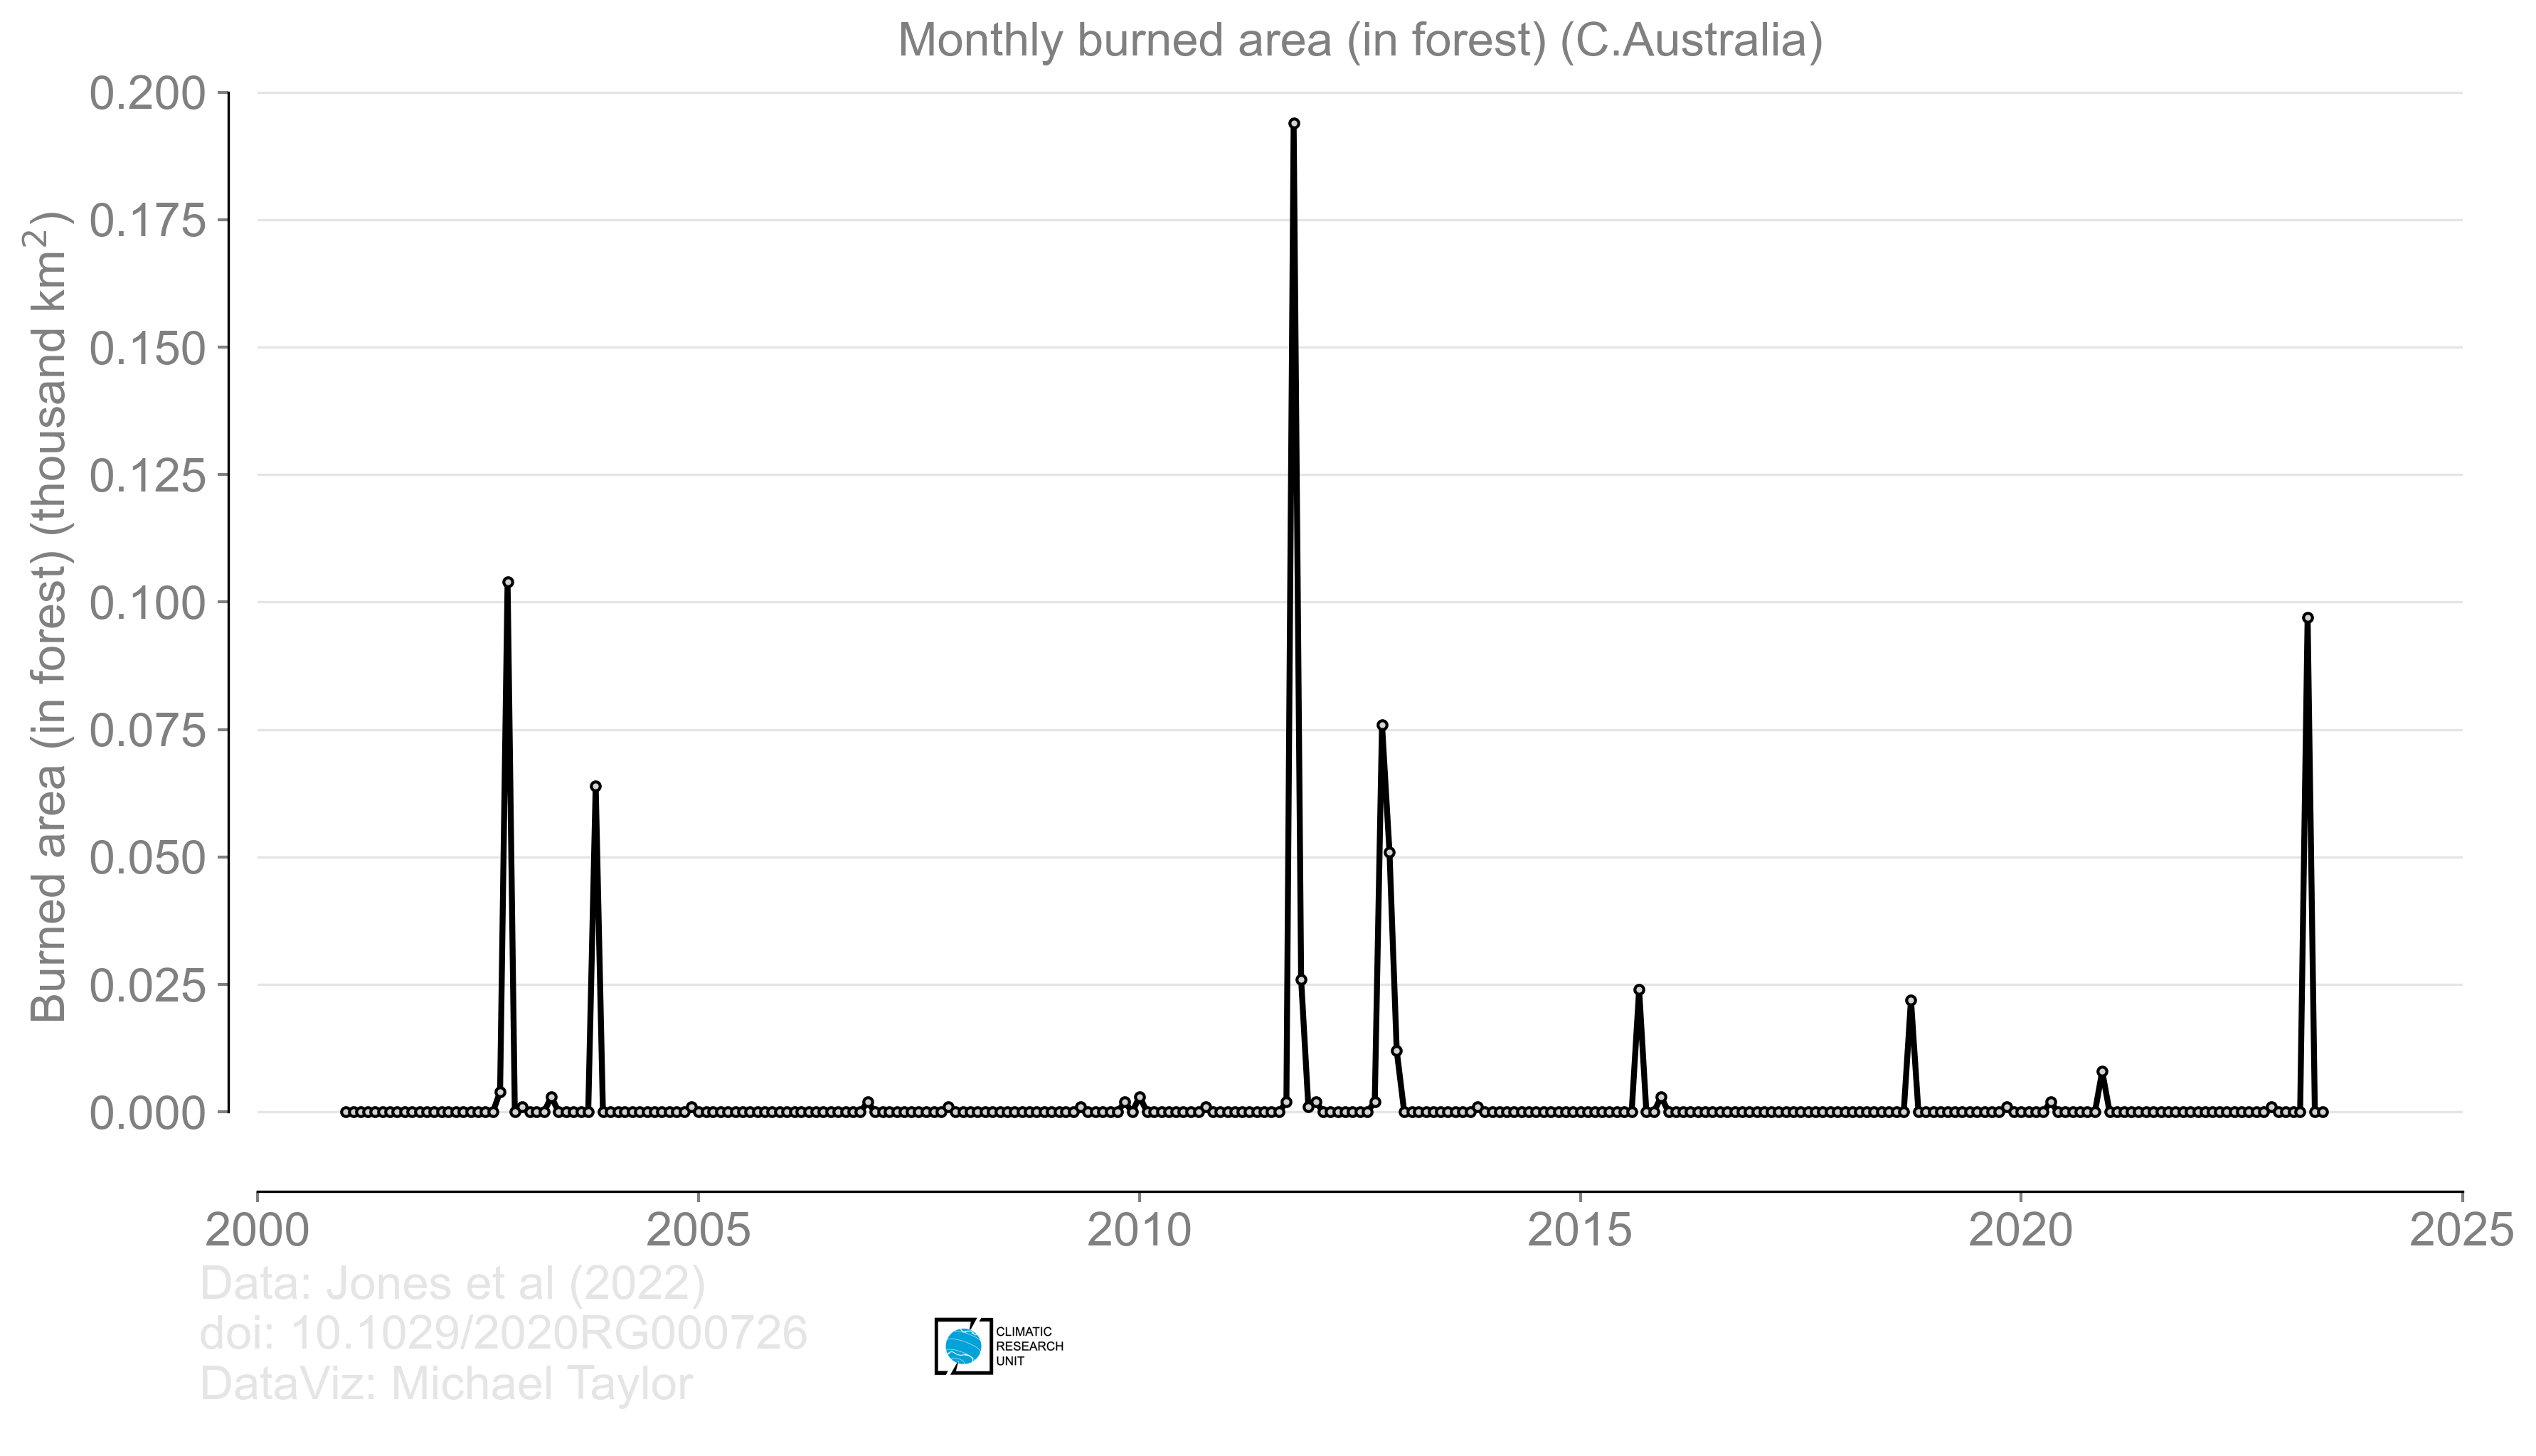 Monthly burned area (in forest) (C.Australia)
Burned area (in forest) (thousand km²)
0.200
0.175
0.150
0.125
0.100
0.075
0.050
0.025
0.000
2000 2005 2010 2015 2020 2025
Data: Jones et al (2022)
doi: 10.1029/2020RG000726
DataViz: Michael Taylor
CLIMATIC
RESEARCH
UNIT